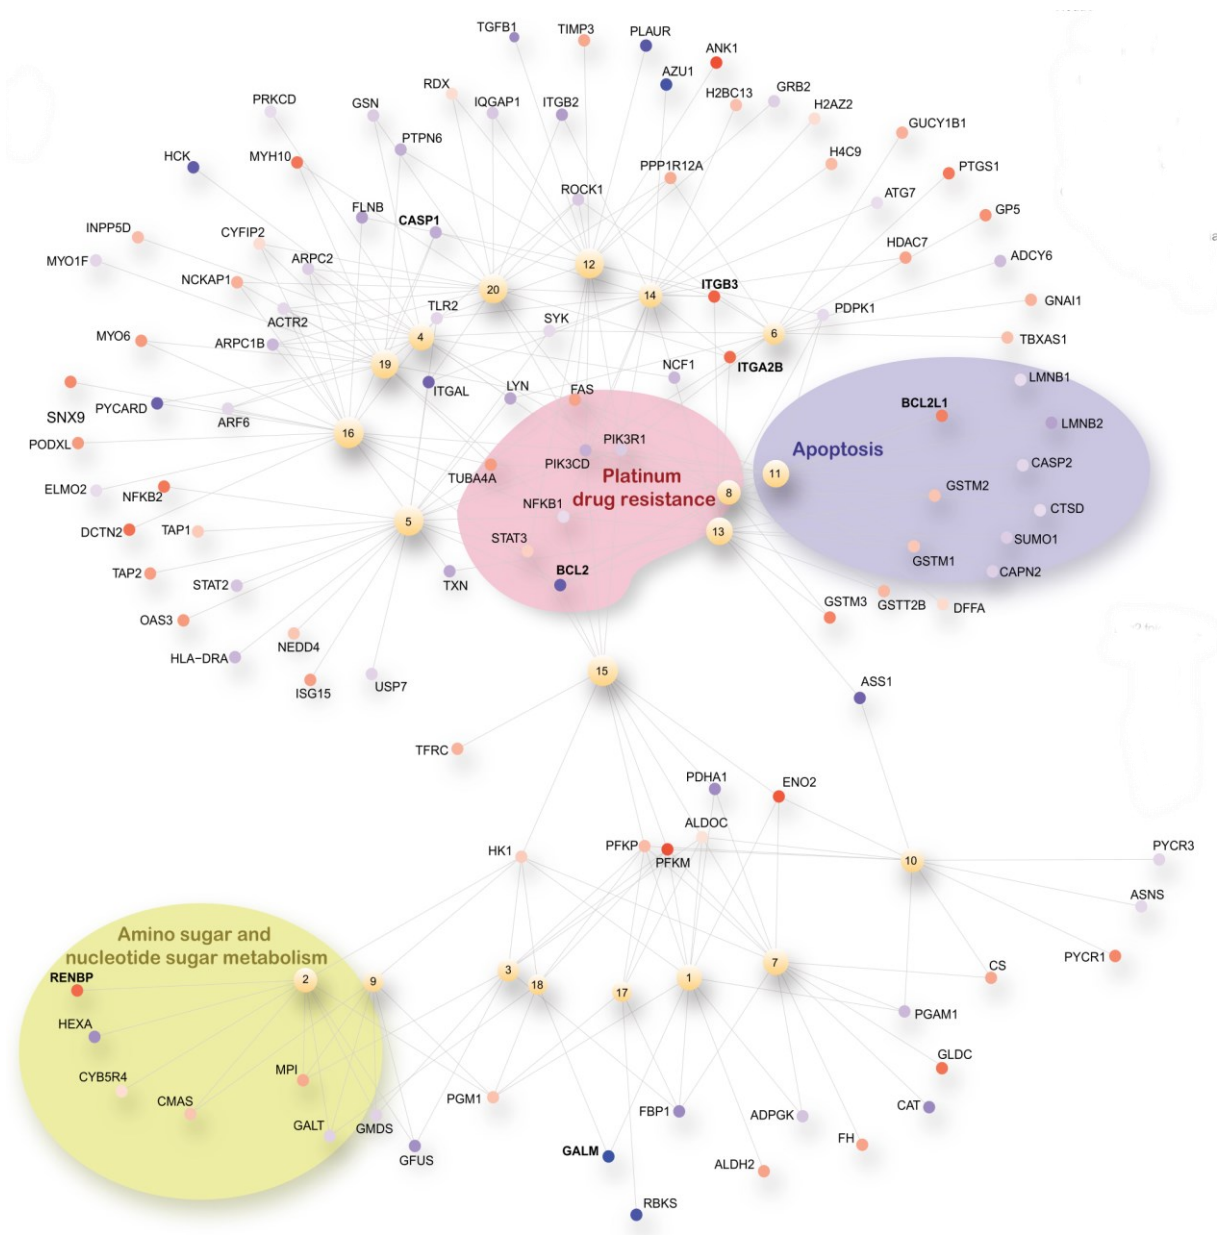 TGFB1
TIMP3
PLAUR
ANK1
AZU1
RDX
IQGAP1
ITGB2
H2BC13
GRB2
H2AZ2
PRKCD
GSN
PTPN6
GUCY1B1
HCK
MYH10
PPP1R12A
H4C9
PTGS1
ROCK1
ATG7
FLNB
CASP1
GP5
INPP5D
CYFIP2
HDAC7
ADCY6
a
MYO1F
ARPC2
NCKAP1
12
20
14
ITGB3
GNAI1
PDPK1
TLR2
SYK
ACTR2
6
MYO6
ARPC1B
4
TBXAS1
19
NCF1
ITGA2B
SNX9
PYCARD
ARF6
ITGAL
LYN
FAS
LMNB1
BCL2L1
LMNB2
PODXL
16
PIK3R1
PIK3CD
Apoptosis
TUBA4A
Platinum
drug resistance
11
CASP2
ELMO2
NFKB2
8
GSTM2
NFKB1
CTSD
DCTN2
TAP1
5
13
STAT3
SUMO1
GSTM1
TAP2
STAT2
TXN
BCL2
CAPN2
GSTM3
GSTT2B
DFFA
OAS3
NEDD4
HLA−DRA
ISG15
USP7
15
ASS1
TFRC
PDHA1
ENO2
ALDOC
HK1
PFKP
PFKM
10
PYCR3
ASNS
Amino sugar and
nucleotide sugar metabolism
RENBP
2
9
3
18
17
1
7
CS
PYCR1
HEXA
PGAM1
CYB5R4
MPI
GLDC
CMAS
PGM1
GALT
GMDS
FBP1
ADPGK
CAT
GFUS
GALM
ALDH2
FH
RBKS